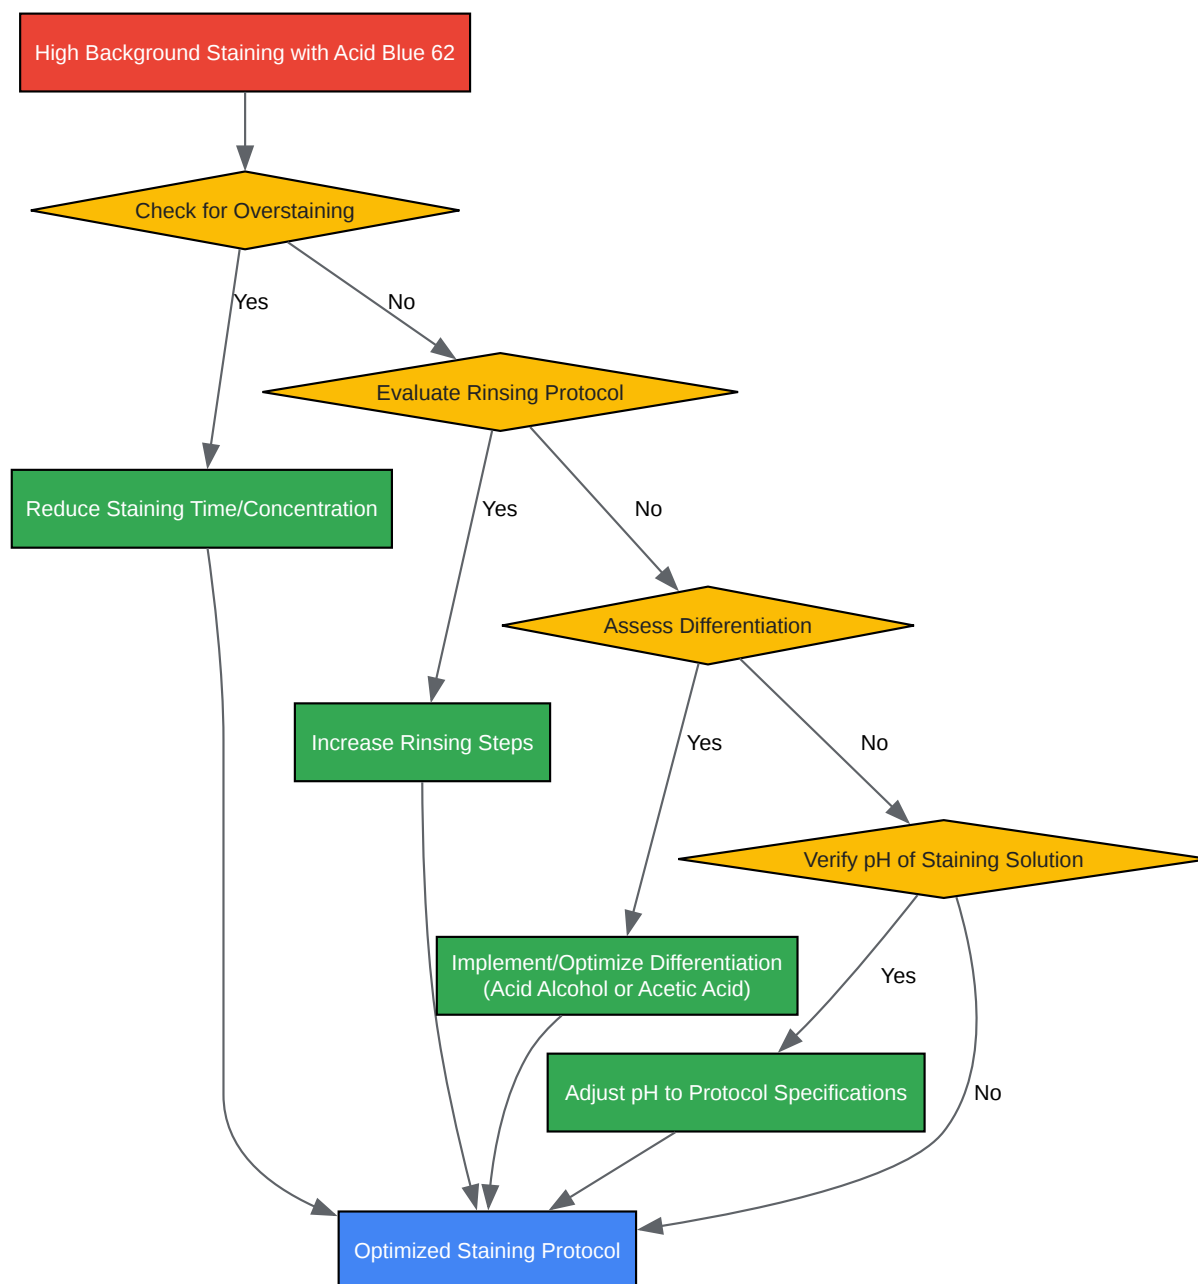 High Background Staining with Acid Blue 62
Check for Overstaining
Yes
No
Evaluate Rinsing Protocol
Reduce Staining Time/Concentration
Yes
No
Assess Differentiation
Increase Rinsing Steps
Yes
No
Verify pH of Staining Solution
Implement/Optimize Differentiation
(Acid Alcohol or Acetic Acid)
Yes
Adjust pH to Protocol Specifications
No
Optimized Staining Protocol